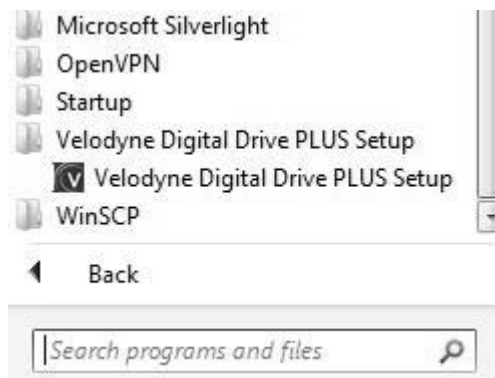 Microsoft Silverlight
OpenVPN
Startup
Velodyne Digital Drive PLUS Setup
Velodyne Digital Drive PLUS Setup
WinSCP
Back
Search programs and files